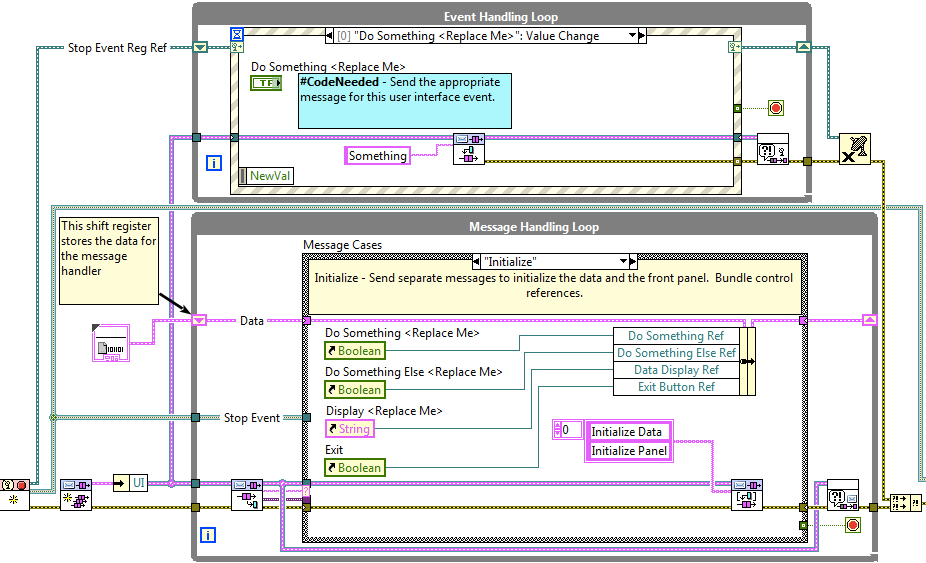 Event Handling Loop
Stop Event Reg Ref
[0] "Do Something <Replace Me>": Value Change
Do Something <Replace Me>
TF
#CodeNeeded - Send the appropriate
message for this user interface event.
Something
i
NewVal
Message Handling Loop
This shift register
stores the data for
the message
handler
Message Cases
"Initialize"
Initialize - Send separate messages to initialize the data and the front panel.  Bundle control
references.
Data
Do Something <Replace Me>
Boolean
Do Something Ref
Do Something Else Ref
Do Something Else <Replace Me>
Boolean
Data Display Ref
Exit Button Ref
Display <Replace Me>
String
Stop Event
0
Initialize Data
Initialize Panel
Exit
Boolean
UI
i